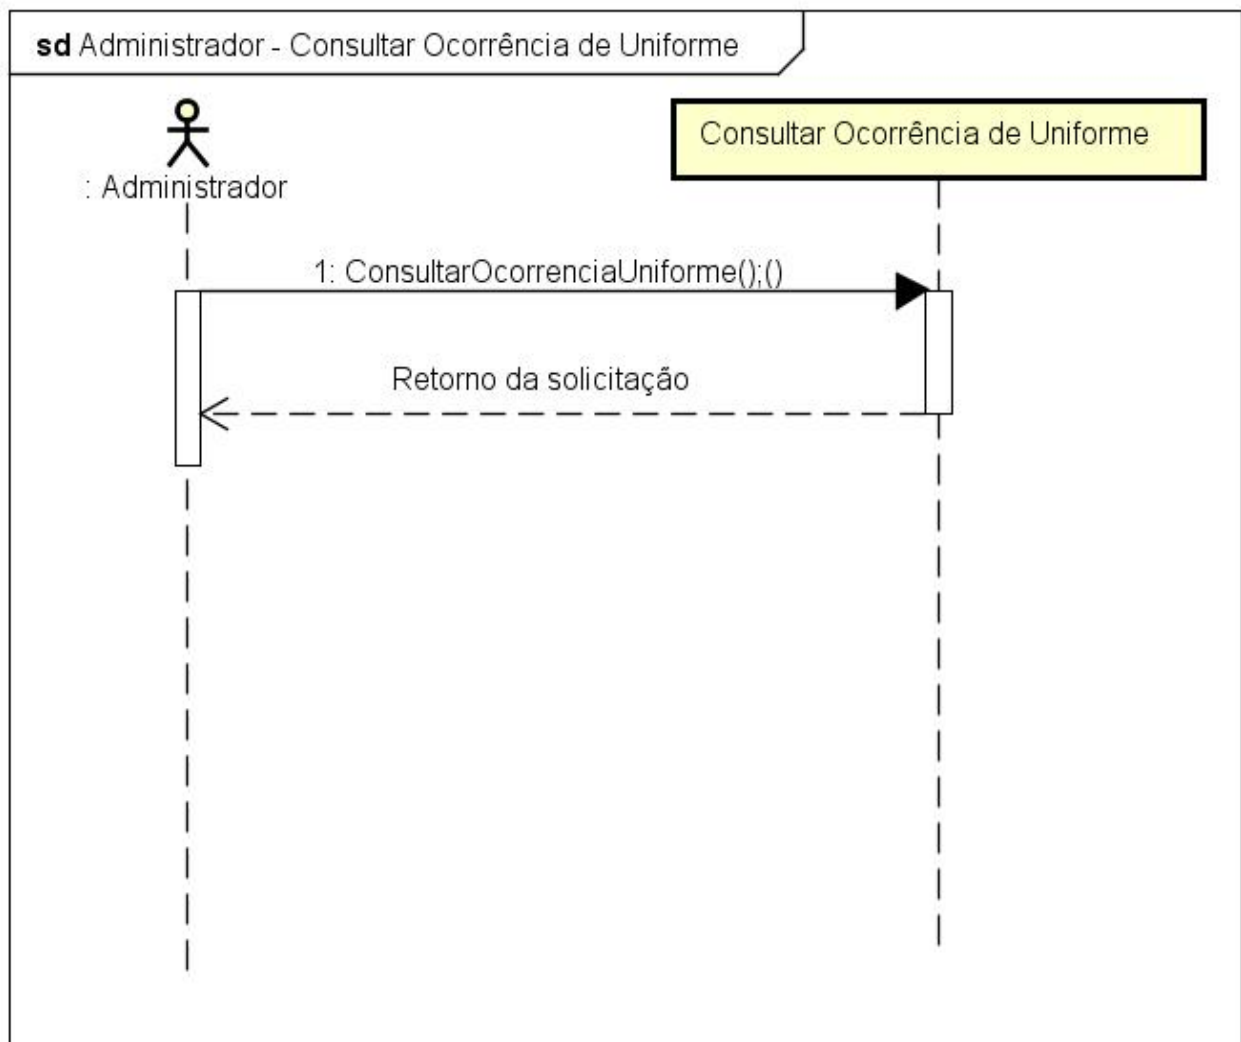 sd Administrador - Consultar Ocorrência de Uniforme
Consultar Ocorrência de Uniforme
: Administrador
1: ConsultarOcorrenciaUniforme();()
Retorno da solicitação